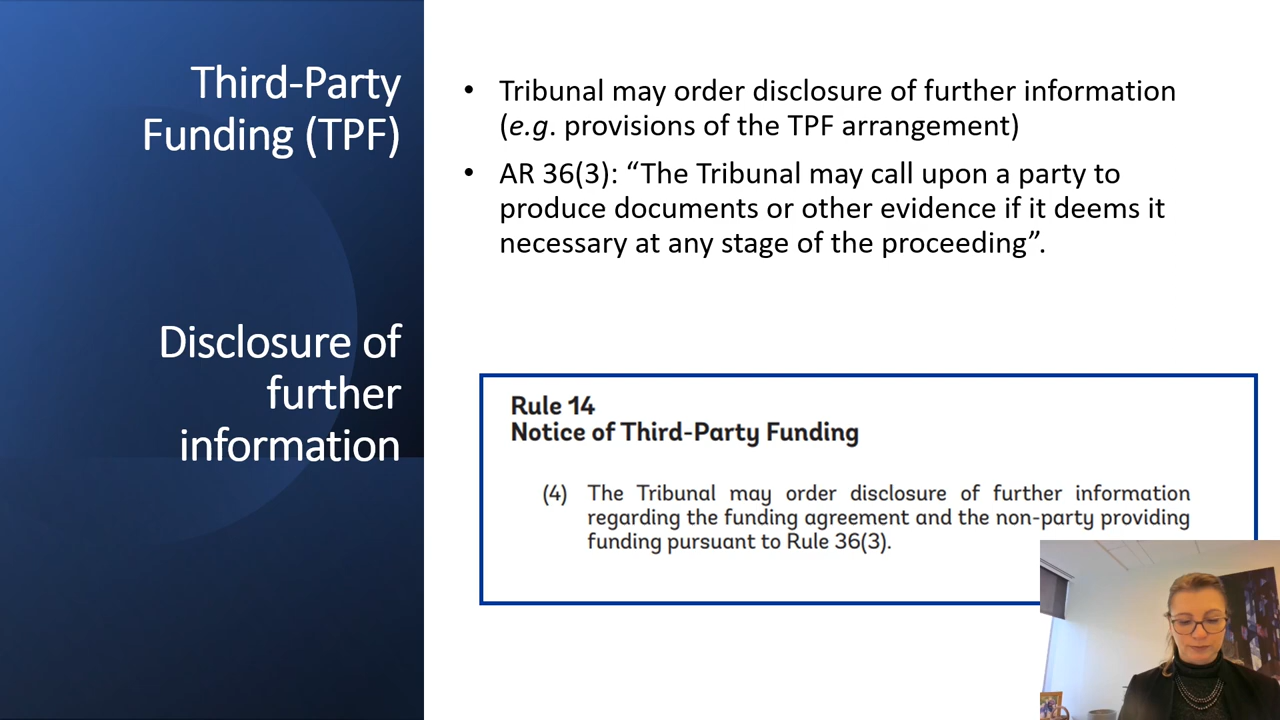 Third-Party
Funding (TPF)
Disclosure of
further
information
• Tribunal may order disclosure of further information
(e.g. provisions of the TPF arrangement)
• AR 36(3): “The Tribunal may call upon a party to
produce documents or other evidence if it deems it
necessary at any stage of the proceeding”.
Rule 14
Notice of Third-Party Funding
(4) The Tribunal may order disclosure of further information
regarding the funding agreement and the non-party providing
funding pursuant to Rule 36(3).